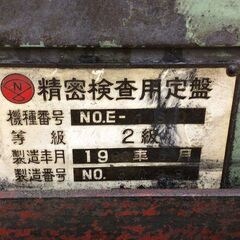 N
精密検査用定盤
機種番号 NO.E-
等級 2級
製造年月 19 年 月
製造番号 NO.